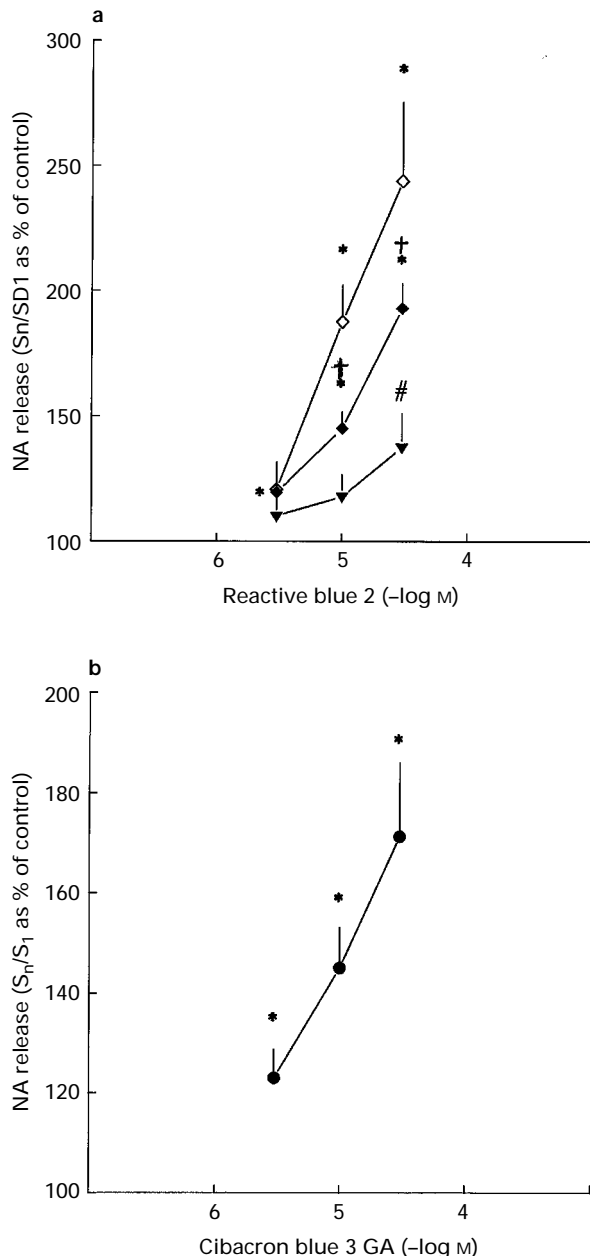 a
300
250
200
150
100
NA release (Sn/SD1 as % of control)
*
*
†
*
†
*
#
*
6 5 4
Reactive blue 2 (–log M)
b
200
180
160
140
120
100
NA release (Sn/S1 as % of control)
*
*
*
6 5 4
Cibacron blue 3 GA (–log M)